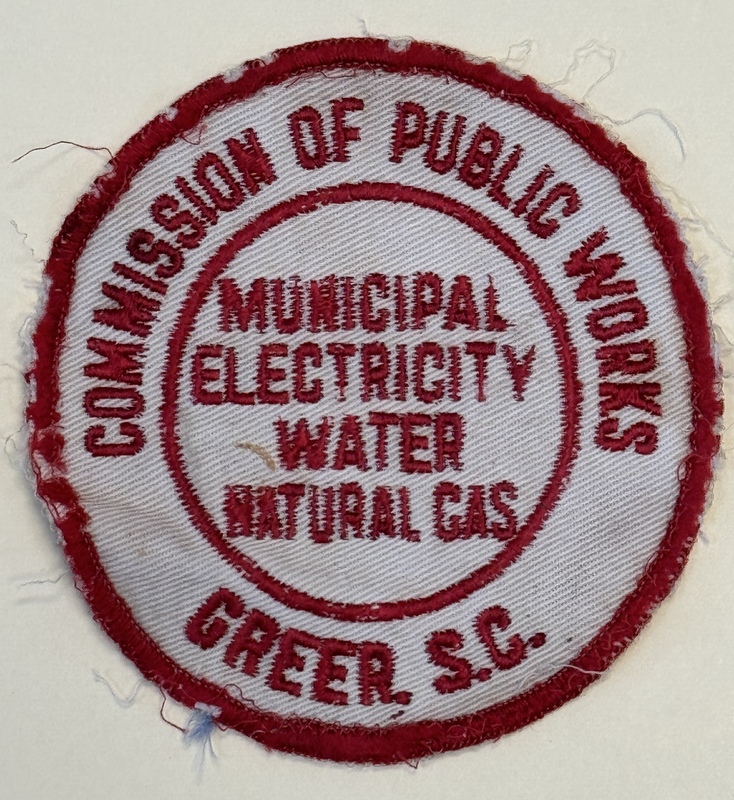 COMMISSION OF PUBLIC WORKS
MUNICIPAL
ELECTRICITY
WATER
NATURAL GAS
GREER. S.C.